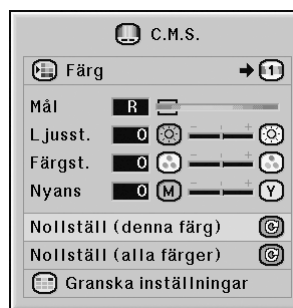 C.M.S.
Färg 1
Mål R
Ljusst. 0 - +
Färgst. 0 - +
Nyans 0 M - + Y
Nollställ (denna färg)
Nollställ (alla färger)
Granska inställningar